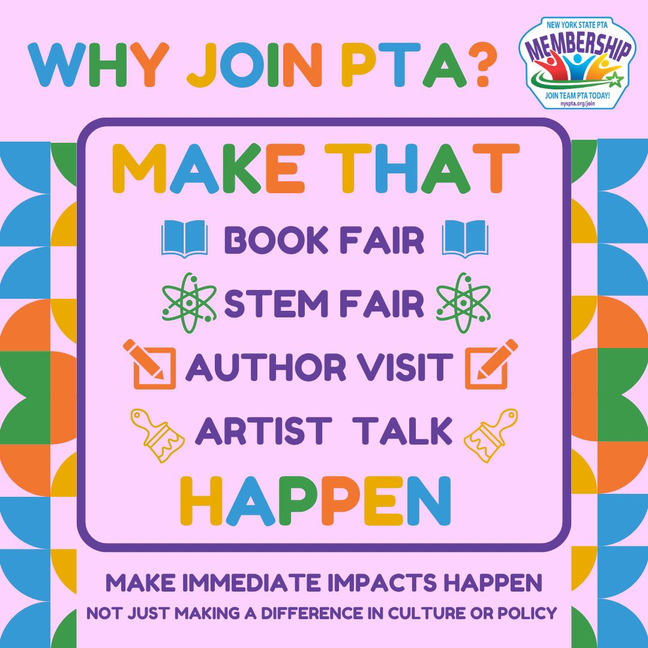 WHY JOIN PTA?
NEW YORK STATE PTA
MEMBERSHIP
JOIN TEAM PTA TODAY!
nyspta.org/join
MAKE THAT
BOOK FAIR
STEM FAIR
AUTHOR VISIT
ARTIST TALK
HAPPEN
MAKE IMMEDIATE IMPACTS HAPPEN
NOT JUST MAKING A DIFFERENCE IN CULTURE OR POLICY